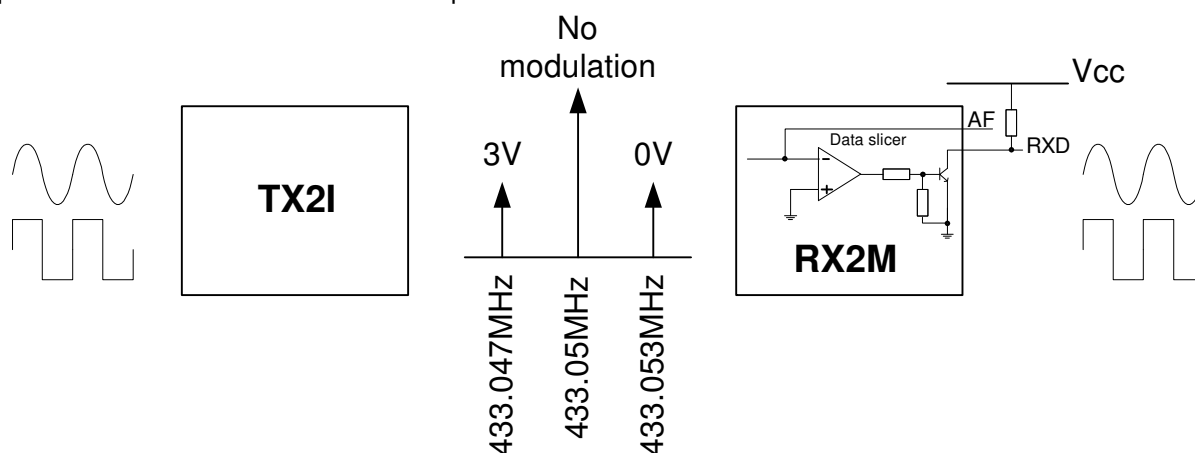 No
modulation
3V
0V
TX2I
433.047MHz
433.05MHz
433.053MHz
Vcc
AF
RXD
Data slicer
-
+
RX2M